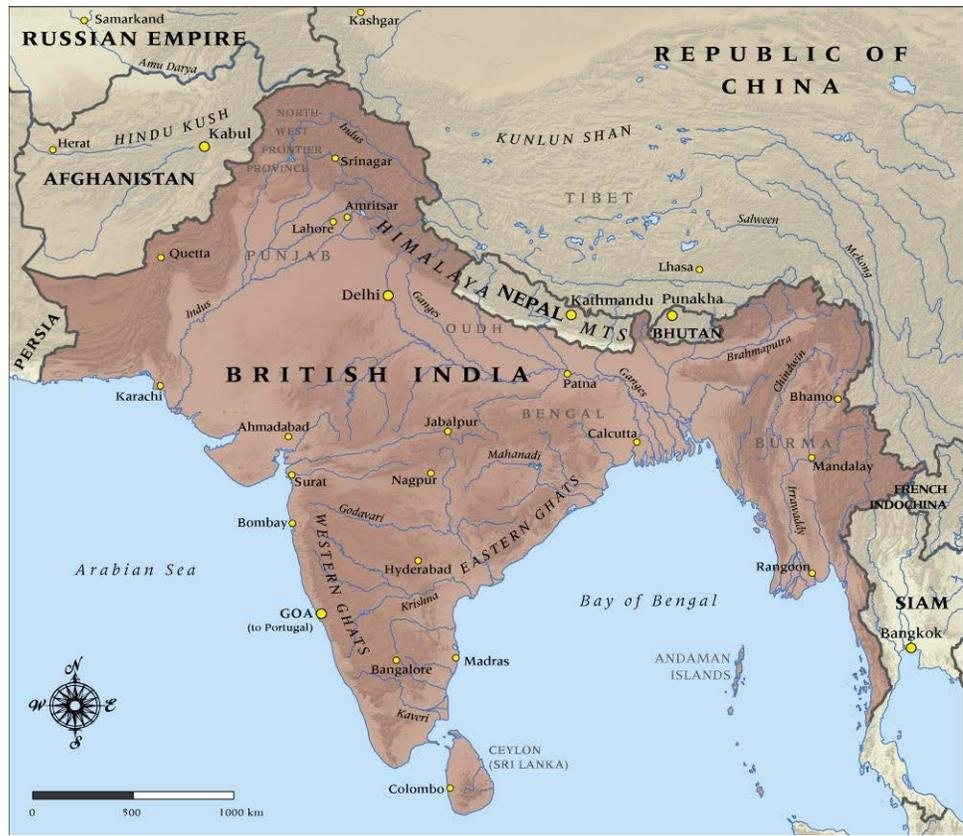 Samarkand
Kashgar
RUSSIAN EMPIRE
Amu Darya
REPUBLIC OF
CHINA
HINDU KUSH
Kabul
Herat
AFGHANISTAN
NORTH-
WEST
FRONTIER
PROVINCE
Indus
Srinagar
KUNLUN SHAN
TIBET
Salween
Mekong
Amritsar
Lahore
PUNJAB
Quetta
HIMALAYA
MTS
Lhasa
Indus
Delhi
Ganges
NEPAL
Kathmandu
Punakha
BHUTAN
OUDH
PERSIA
BRITISH INDIA
Patna
Ganges
Brahmaputra
Chindwin
Karachi
Bhamo
Ahmadabad
Jabalpur
BENGAL
Calcutta
BURMA
Mahanadi
Mandalay
Surat
Nagpur
FRENCH
INDOCHINA
Godavari
EASTERN GHATS
Irrawaddy
Bombay
WESTERN GHATS
Hyderabad
Rangoon
Arabian Sea
Krishna
Bay of Bengal
GOA
(to Portugal)
SIAM
Bangkok
Bangalore
Madras
ANDAMAN
ISLANDS
N
W
E
S
Kaveri
CEYLON
(SRI LANKA)
Colombo
0
500
1000 km